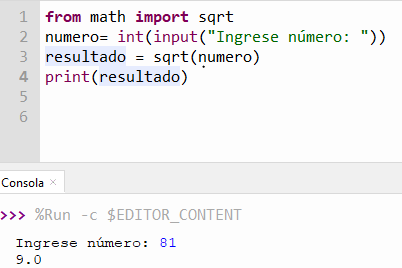 1 from math import sqrt
2 numero= int(input("Ingrese número: "))
3 resultado = sqrt(numero)
4 print(resultado)
5
6
Consola ×
>>> %Run -c $EDITOR_CONTENT
Ingrese número: 81
9.0